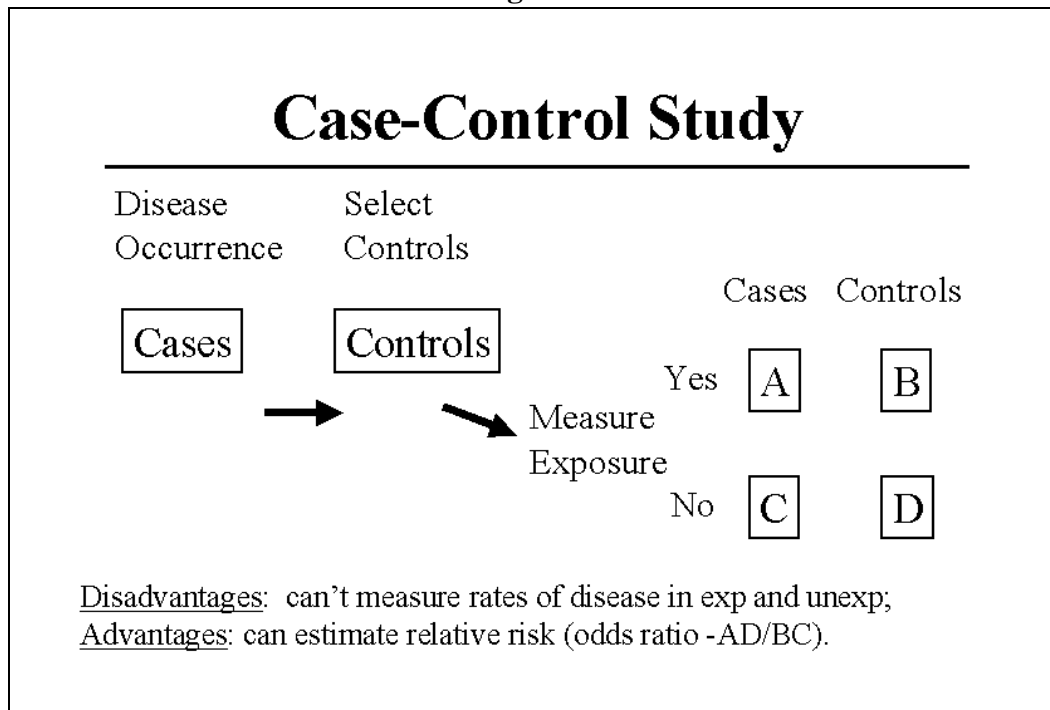 Case-Control Study
Disease
Occurrence
Select
Controls
Cases
Controls
Measure
Exposure
Cases Controls
Yes A B
No C D
Disadvantages: can't measure rates of disease in exp and unexp;
Advantages: can estimate relative risk (odds ratio -AD/BC).